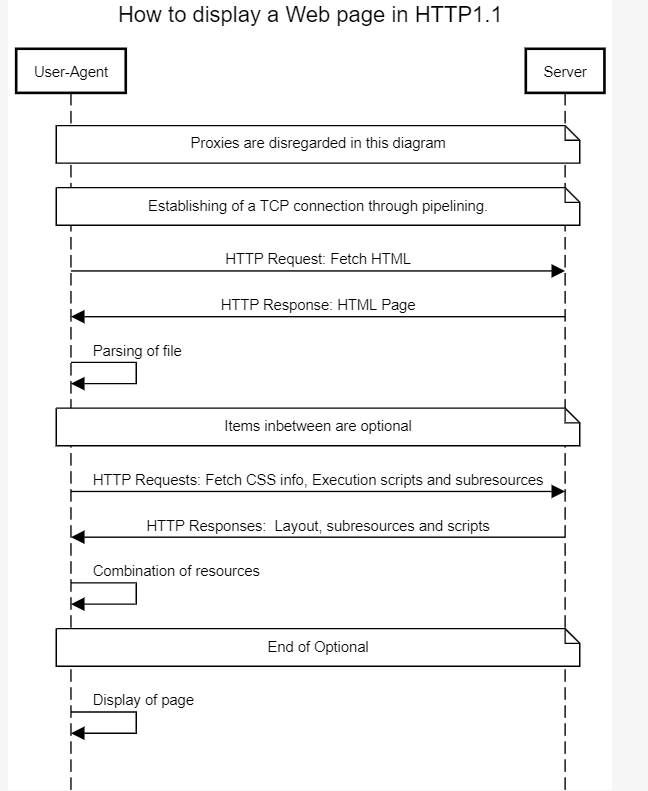 How to display a Web page in HTTP1.1
User-Agent
Server
Proxies are disregarded in this diagram
Establishing of a TCP connection through pipelining.
HTTP Request: Fetch HTML
HTTP Response: HTML Page
Parsing of file
Items inbetween are optional
HTTP Requests: Fetch CSS info, Execution scripts and subresources
HTTP Responses:  Layout, subresources and scripts
Combination of resources
End of Optional
Display of page